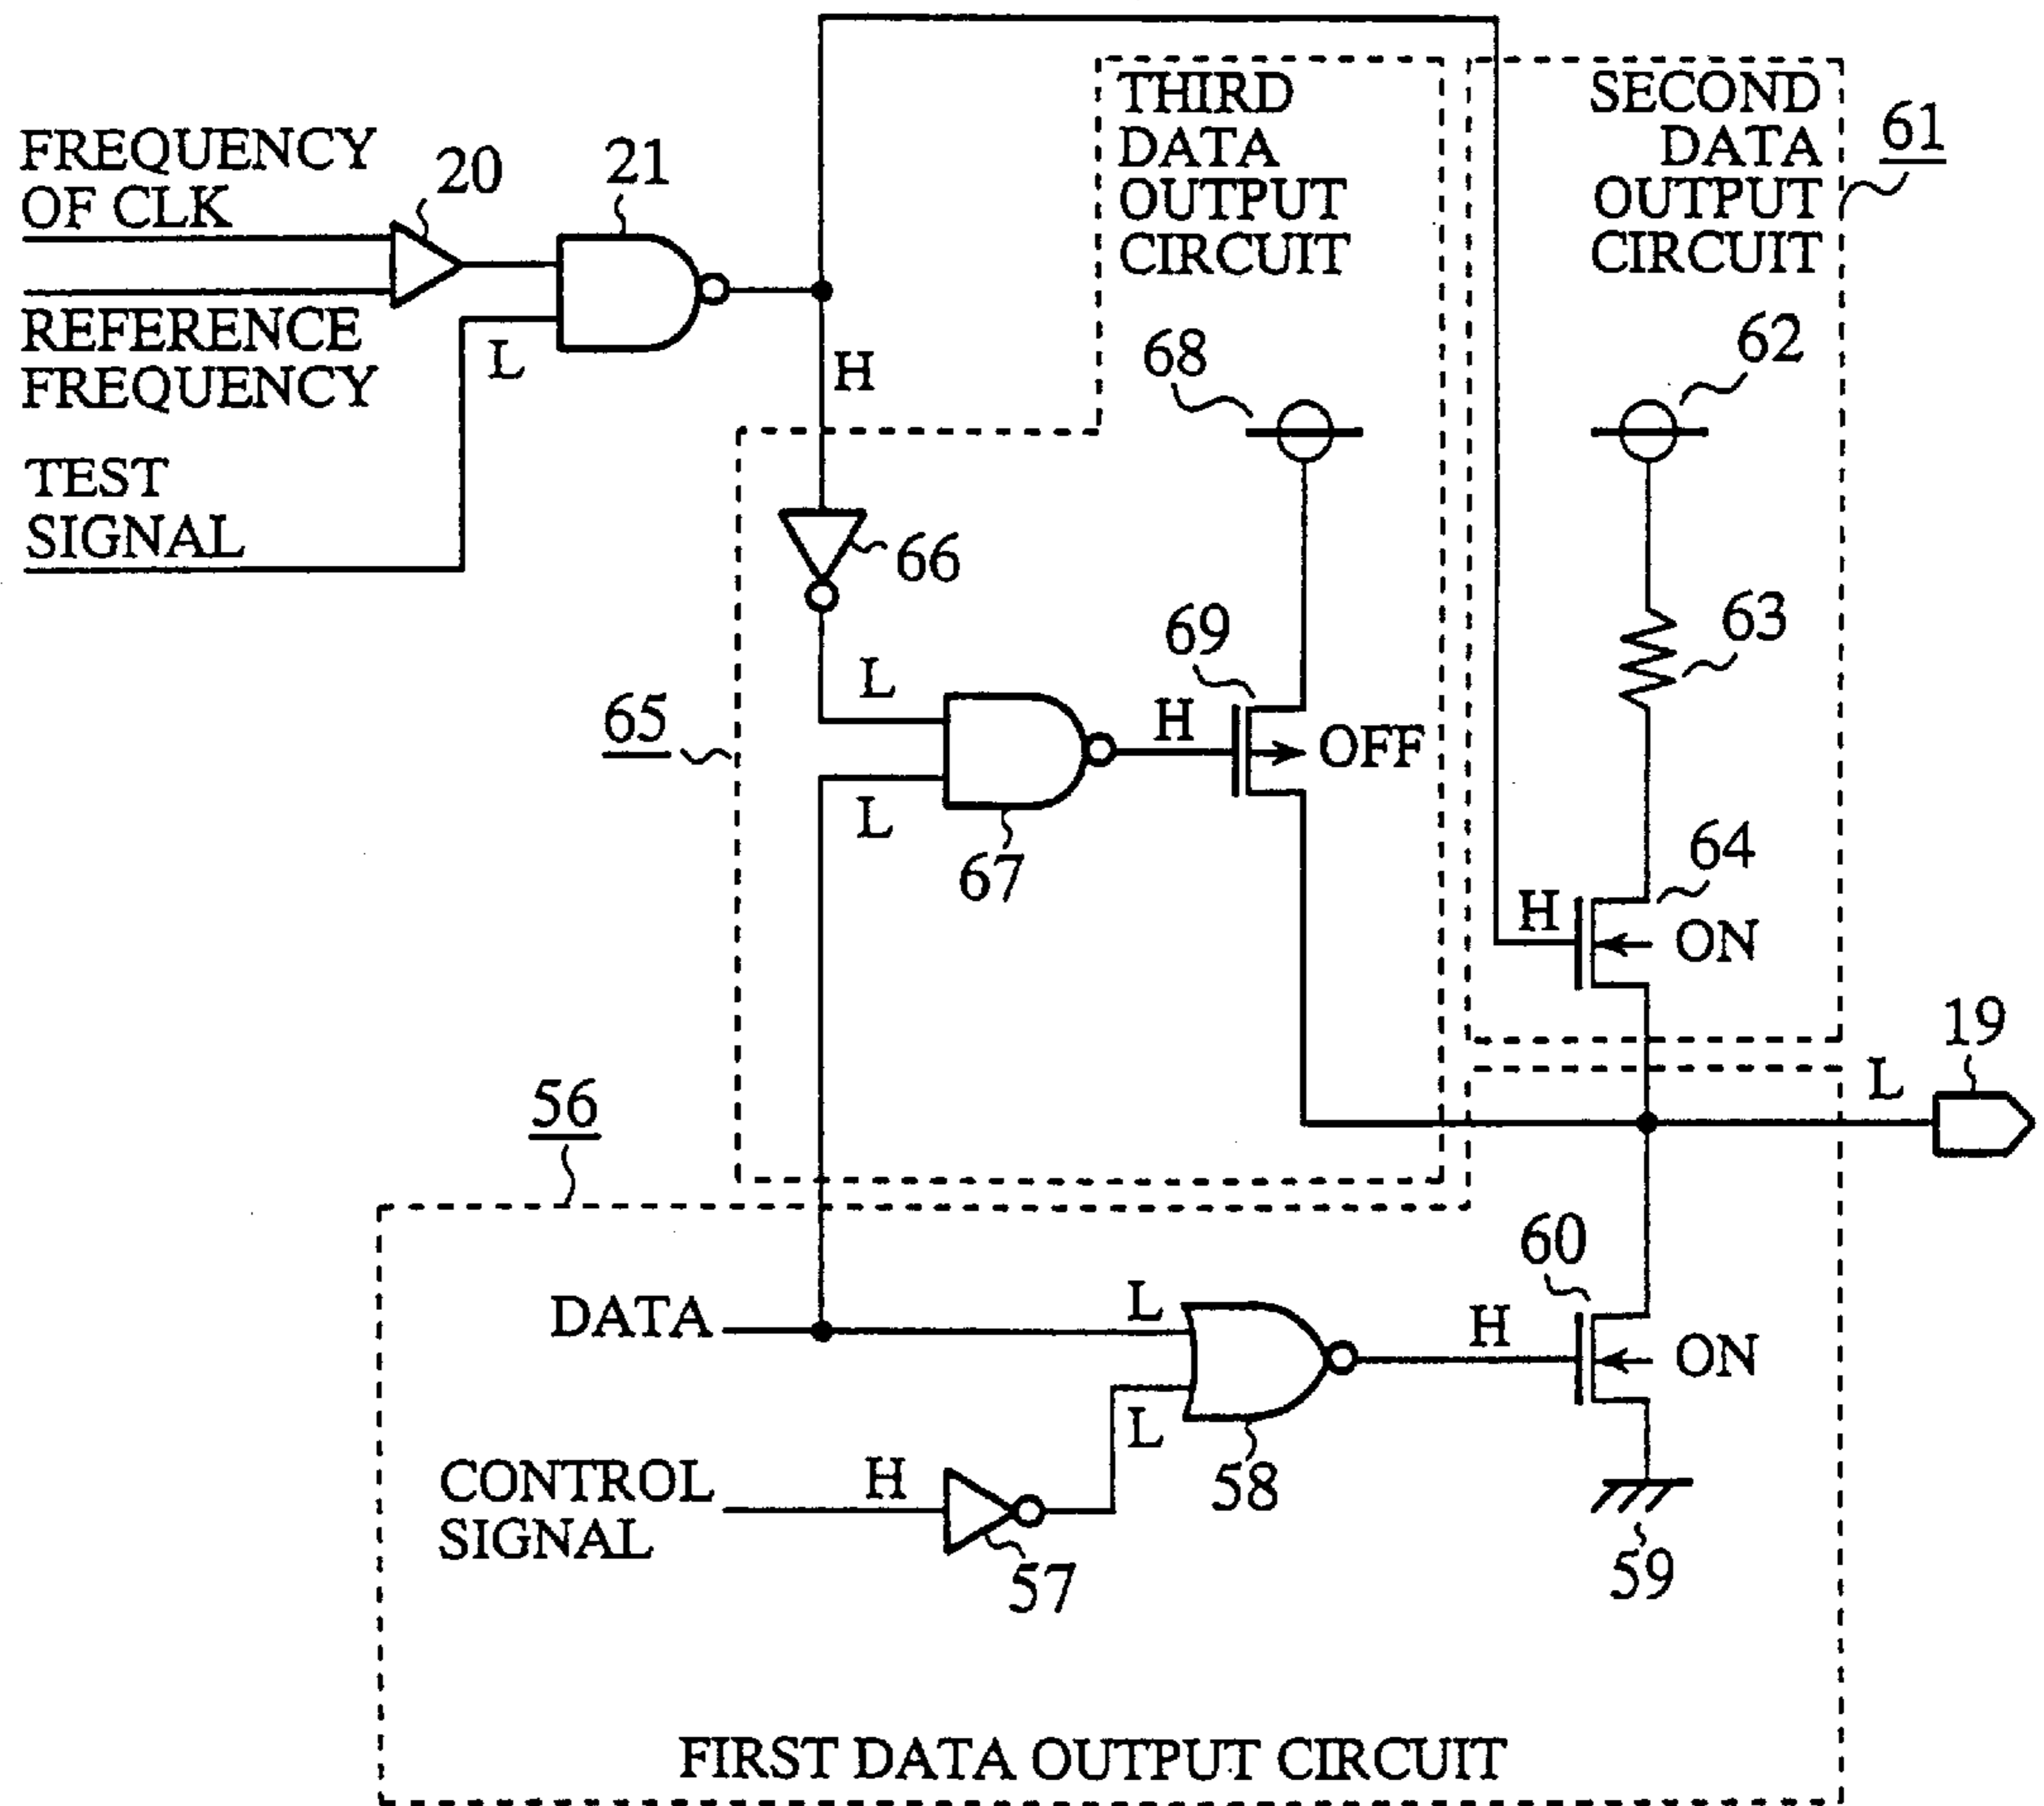 THIRD
DATA
OUTPUT
CIRCUIT
SECOND
DATA
OUTPUT
CIRCUIT
61
FREQUENCY
OF CLK
20
21
REFERENCE
FREQUENCY
L
H
68
62
TEST
SIGNAL
66
69
63
65
L
H
OFF
L
67
64
H
ON
19
L
56
60
DATA
L
H
ON
L
CONTROL
SIGNAL
H
58
57
59
FIRST DATA OUTPUT CIRCUIT